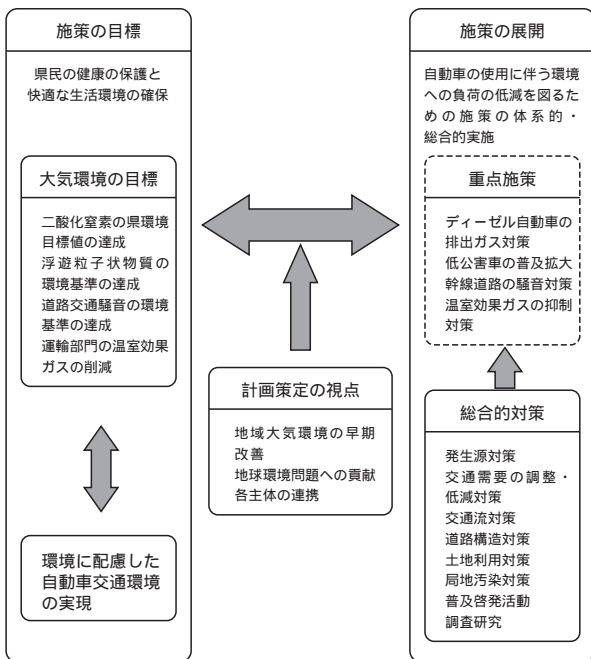 施策の目標
県民の健康の保護と
快適な生活環境の確保
大気環境の目標
二酸化窒素の県環境
目標値の達成
浮遊粒子状物質の
環境基準の達成
道路交通騒音の環境
基準の達成
運輸部門の温室効果
ガスの削減
環境に配慮した
自動車交通環境
の実現
計画策定の視点
地域大気環境の早期
改善
地球環境問題への貢献
各主体の連携
施策の展開
自動車の使用に伴う環境
への負荷の低減を図るた
めの施策の体系的・
総合的実施
重点施策
ディーゼル自動車の
排出ガス対策
低公害車の普及拡大
幹線道路の騒音対策
温室効果ガスの抑制
対策
総合的対策
発生源対策
交通需要の調整・
低減対策
交通流対策
道路構造対策
土地利用対策
局地汚染対策
普及啓発活動
調査研究